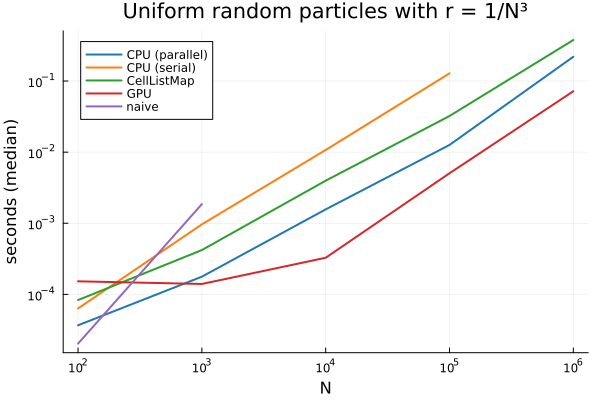 Uniform random particles with r = 1/N³
CPU (parallel)
CPU (serial)
CellListMap
GPU
naive
seconds (median)
10⁻¹
10⁻²
10⁻³
10⁻⁴
10² 10³ 10⁴ 10⁵ 10⁶
N